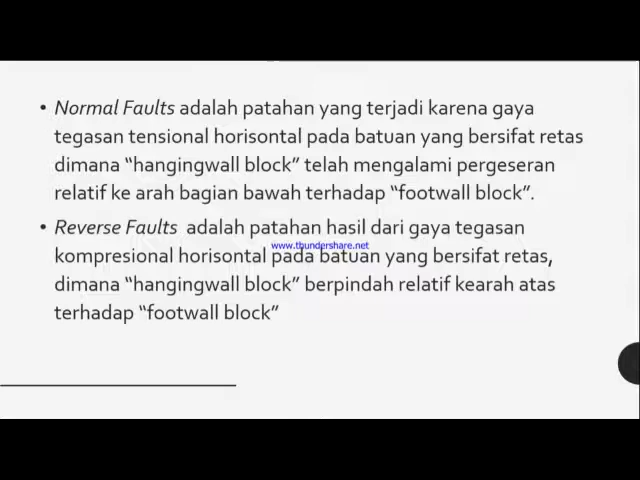 • Normal Faults adalah patahan yang terjadi karena gaya
tegasan tensional horisontal pada batuan yang bersifat retas
dimana “hangingwall block” telah mengalami pergeseran
relatif ke arah bagian bawah terhadap “footwall block”.
• Reverse Faults adalah patahan hasil dari gaya tegasan
www.thundershare.net
kompresional horisontal pada batuan yang bersifat retas,
dimana “hangingwall block” berpindah relatif kearah atas
terhadap “footwall block”